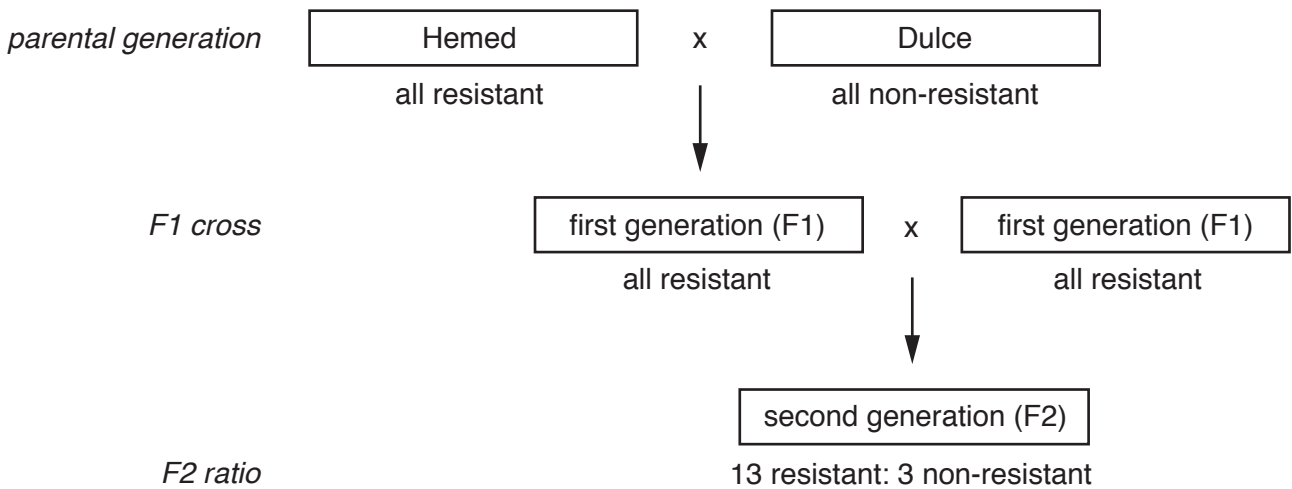 parental generation Hemed x Dulce
all resistant all non-resistant
F1 cross first generation (F1) x first generation (F1)
all resistant all resistant
second generation (F2)
F2 ratio 13 resistant: 3 non-resistant